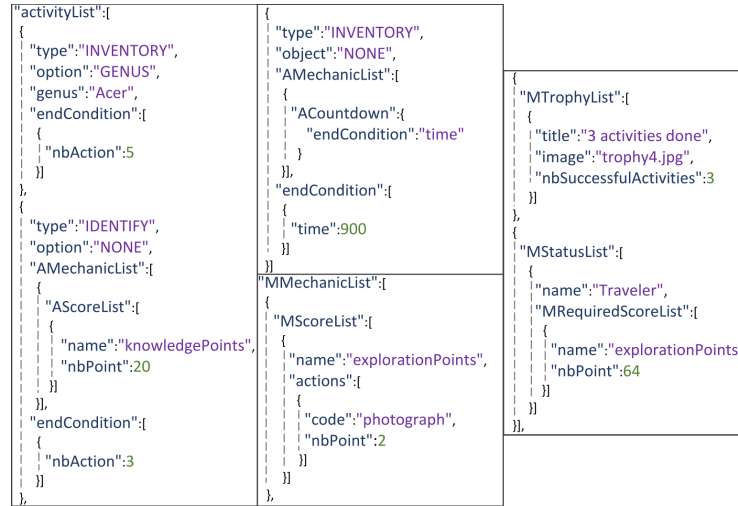 "activityList":[
{
"type":"INVENTORY",
"option":"GENUS",
"genus":"Acer",
"endCondition":[
{
"nbAction":5
}]
},
{
"type":"IDENTIFY",
"option":"NONE",
"AMechanicList":[
{
"AScoreList":[
{
"name":"knowledgePoints",
"nbPoint":20
}]
}],
"endCondition":[
{
"nbAction":3
}]
},
{
"type":"INVENTORY",
"object":"NONE",
"AMechanicList":[
{
"ACountdown":{
"endCondition":"time"
}
}],
"endCondition":[
{
"time":900
}]
}]
"MMechanicList":[
{
"MScoreList":[
{
"name":"explorationPoints",
"actions":[
{
"code":"photograph",
"nbPoint":2
}]
}]
},
{
"MTrophyList":[
{
"title":"3 activities done",
"image":"trophy4.jpg",
"nbSuccessfulActivities":3
}]
},
{
"MStatusList":[
{
"name":"Traveler",
"MRequiredScoreList":[
{
"name":"explorationPoints
"nbPoint":64
}]
}]
}],